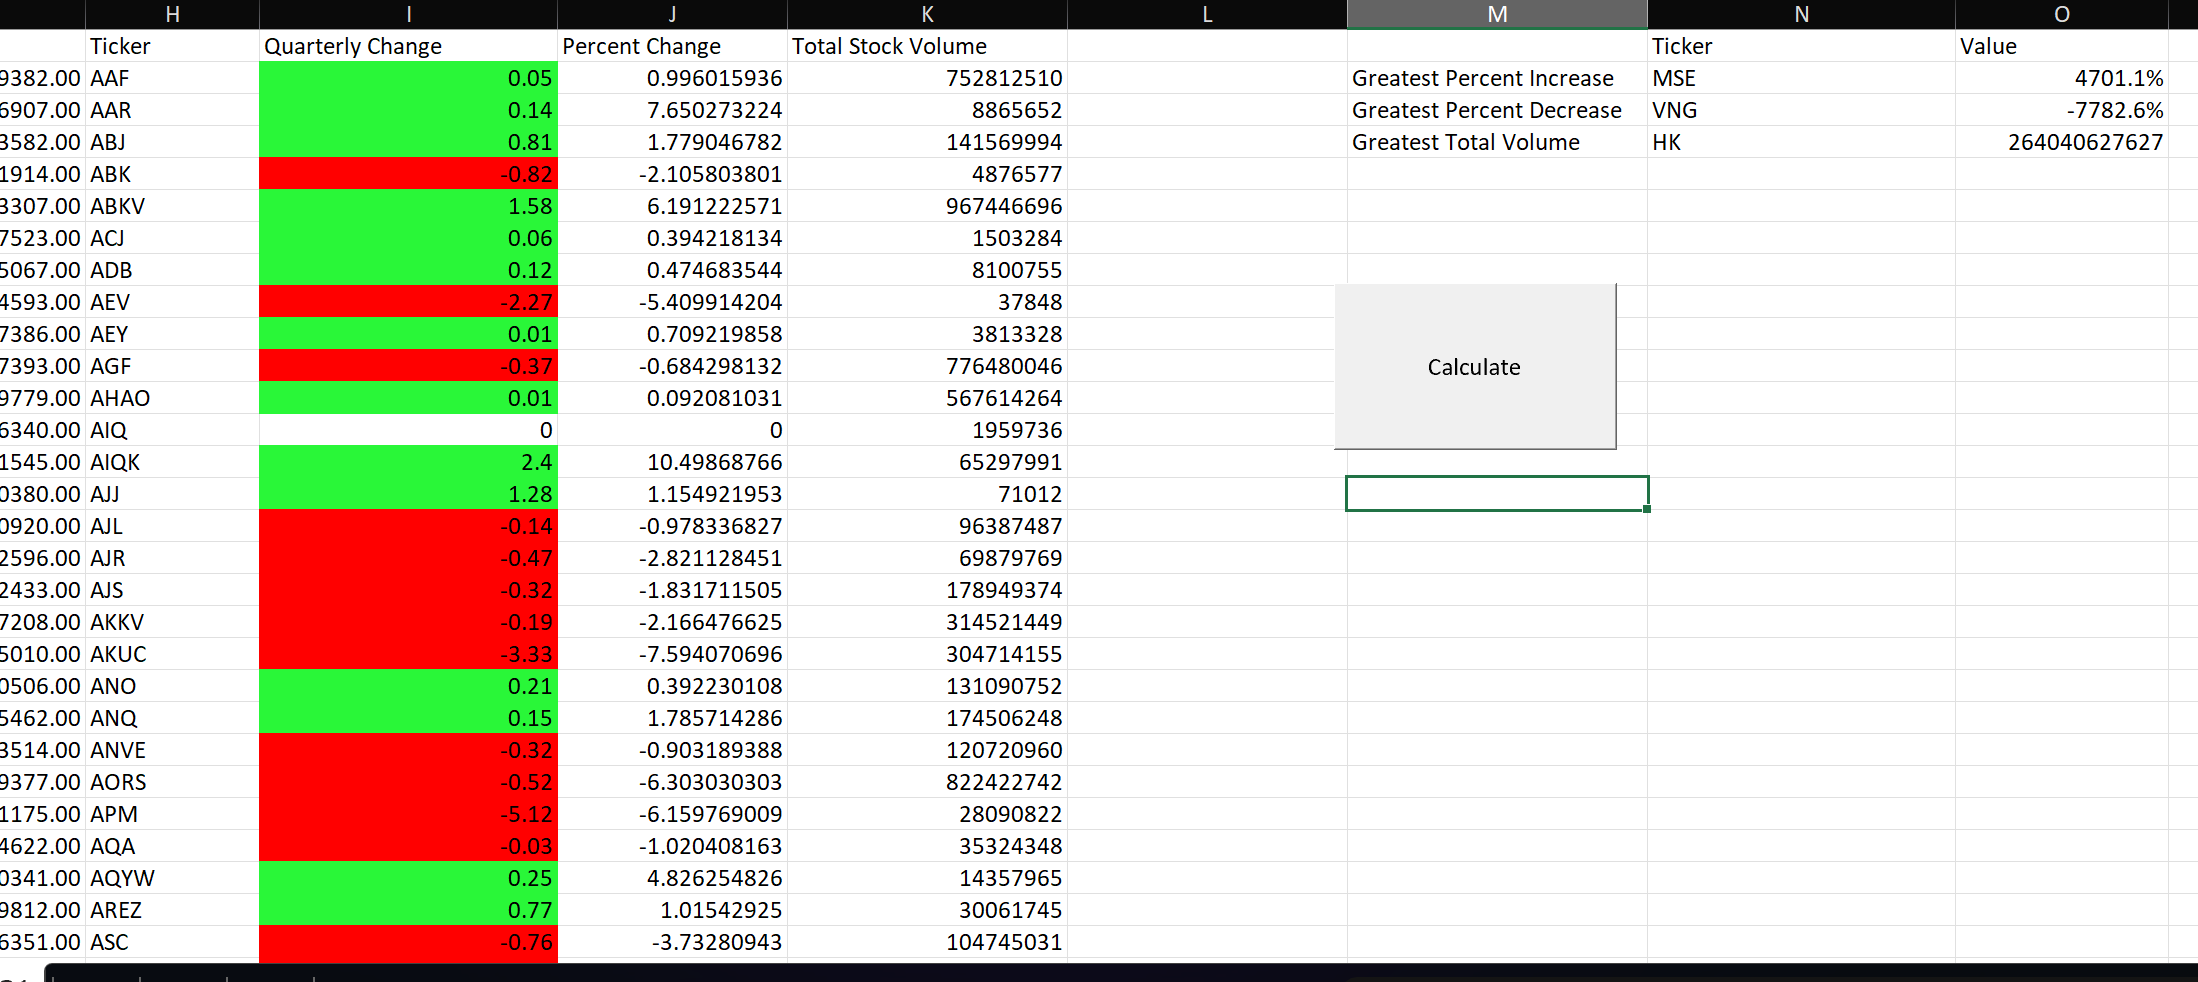 H I J K L M N O
Ticker Quarterly Change Percent Change Total Stock Volume Ticker Value
9382.00 AAF 0.05 0.996015936 752812510 Greatest Percent Increase MSE 4701.1%
6907.00 AAR 0.14 7.650273224 8865652 Greatest Percent Decrease VNG -7782.6%
3582.00 ABJ 0.81 1.779046782 141569994 Greatest Total Volume HK 264040627627
1914.00 ABK -0.82 -2.105803801 4876577
3307.00 ABKV 1.58 6.191222571 967446696
7523.00 ACJ 0.06 0.394218134 1503284
5067.00 ADB 0.12 0.474683544 8100755
4593.00 AEV -2.27 -5.409914204 37848
7386.00 AEY 0.01 0.709219858 3813328
7393.00 AGF -0.37 -0.684298132 776480046 Calculate
9779.00 AHAO 0.01 0.092081031 567614264
6340.00 AIQ 0 0 1959736
1545.00 AIQK 2.4 10.49868766 65297991
0380.00 AJJ 1.28 1.154921953 71012
0920.00 AJL -0.14 -0.978336827 96387487
2596.00 AJR -0.47 -2.821128451 69879769
2433.00 AJS -0.32 -1.831711505 178949374
7208.00 AKKV -0.19 -2.166476625 314521449
5010.00 AKUC -3.33 -7.594070696 304714155
0506.00 ANO 0.21 0.392230108 131090752
5462.00 ANQ 0.15 1.785714286 174506248
3514.00 ANVE -0.32 -0.903189388 120720960
9377.00 AORS -0.52 -6.303030303 822422742
1175.00 APM -5.12 -6.159769009 28090822
4622.00 AQA -0.03 -1.020408163 35324348
0341.00 AQYW 0.25 4.826254826 14357965
9812.00 AREZ 0.77 1.01542925 30061745
6351.00 ASC -0.76 -3.73280943 104745031